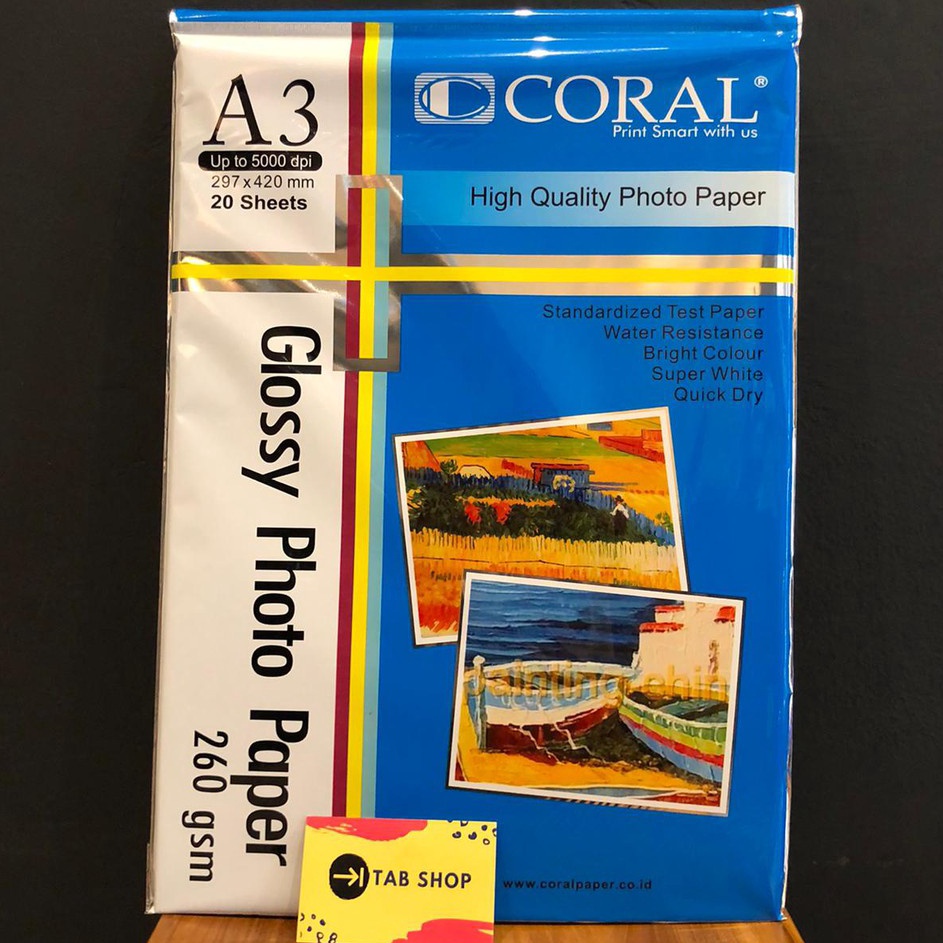 A3
Up to 5000 dpi
297 x 420 mm
20 Sheets
CORAL®
Print Smart with us
High Quality Photo Paper
Standardized Test Paper
Water Resistance
Bright Colour
Super White
Quick Dry
Glossy Photo Paper
260 gsm
TAB SHOP
www.coralpaper.co.id